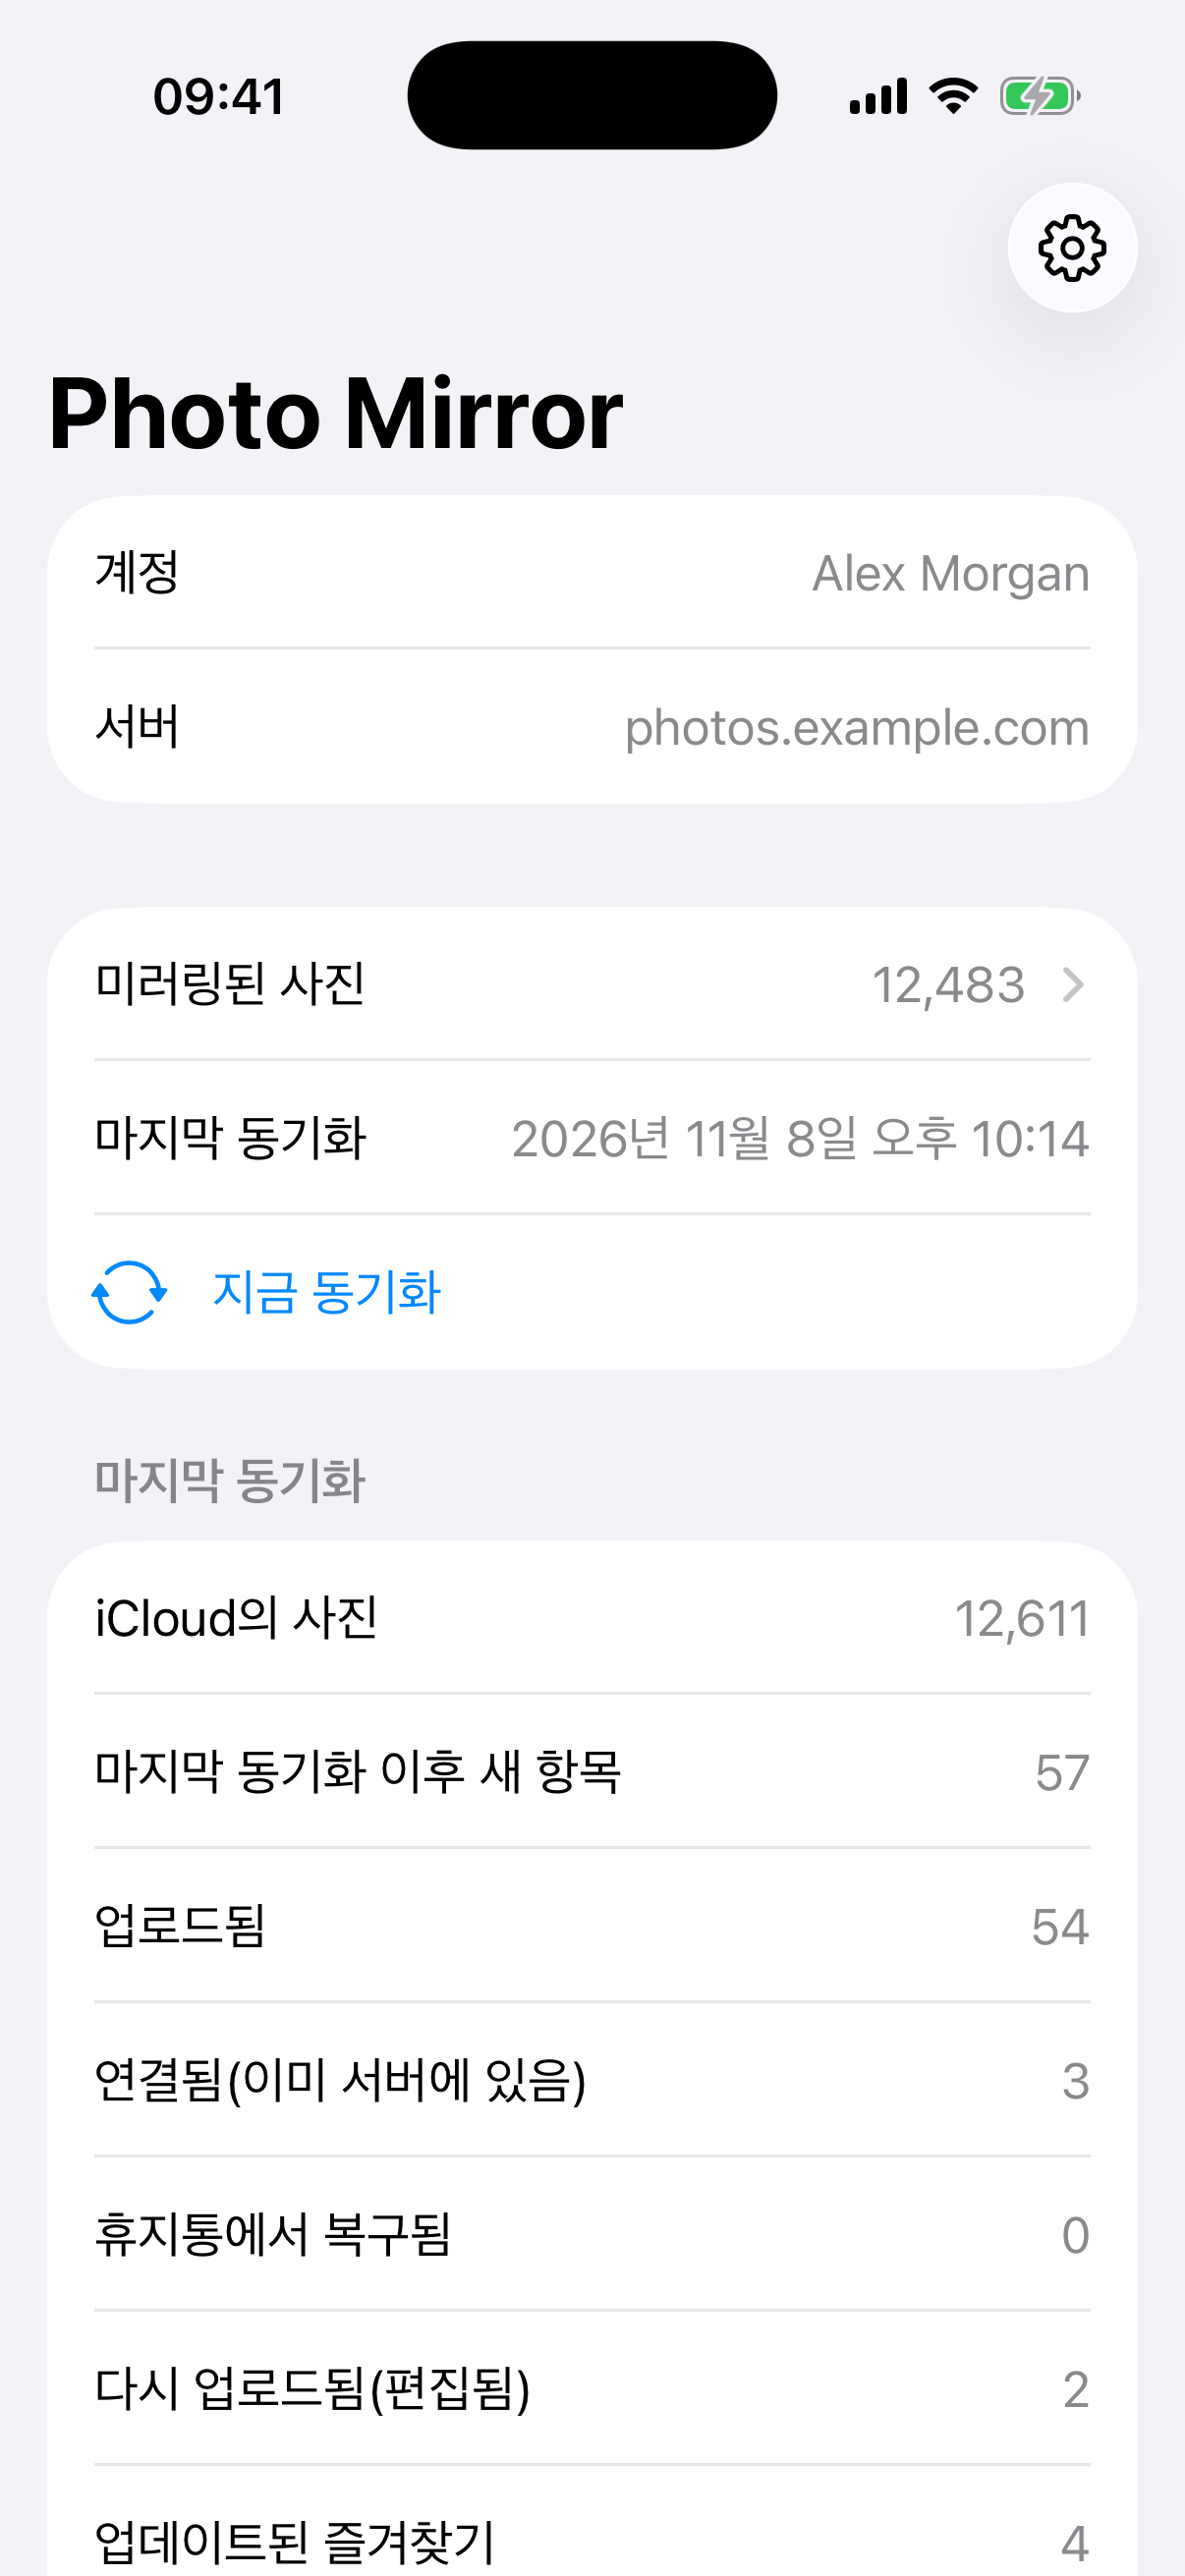 09:41
Photo Mirror
계정 Alex Morgan
서버 photos.example.com
미러링된 사진 12,483
마지막 동기화 2026년 11월 8일 오후 10:14
지금 동기화
마지막 동기화
iCloud의 사진 12,611
마지막 동기화 이후 새 항목 57
업로드됨 54
연결됨(이미 서버에 있음) 3
휴지통에서 복구됨 0
다시 업로드됨(편집됨) 2
업데이트된 즐겨찾기 4